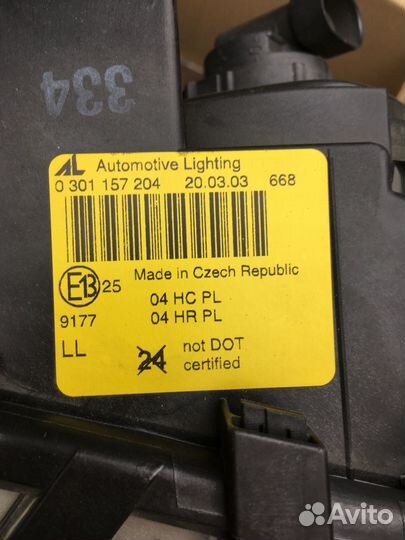 334
AL Automotive Lighting
0 301 157 204 20.03.03 668
E13 25 Made in Czech Republic
04 HC PL
9177 04 HR PL
LL 24 not DOT
certified
Avito